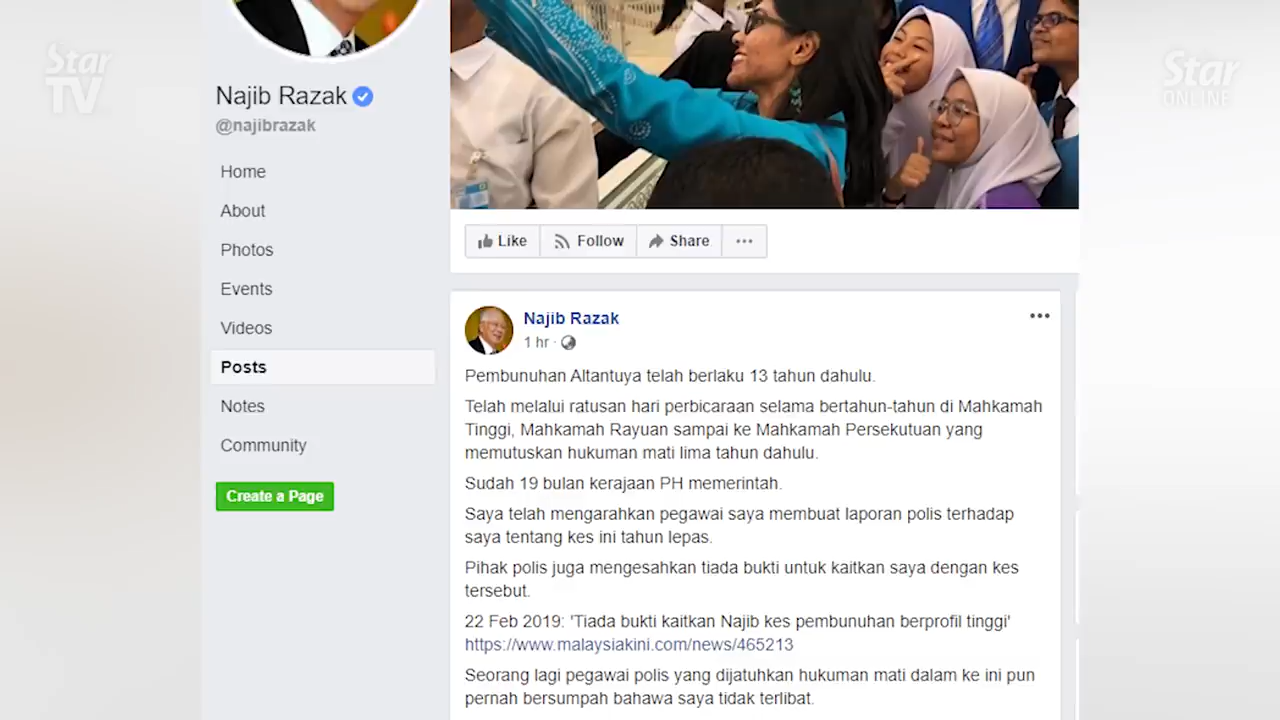 Star
TV
Star
ONLINE
Najib Razak
@najibrazak
Home
About
Photos
Events
Videos
Posts
Notes
Community
Create a Page
Like
Follow
Share
Najib Razak
1 hr ·
Pembunuhan Altantuya telah berlaku 13 tahun dahulu.
Telah melalui ratusan hari perbicaraan selama bertahun-tahun di Mahkamah
Tinggi, Mahkamah Rayuan sampai ke Mahkamah Persekutuan yang
memutuskan hukuman mati lima tahun dahulu.
Sudah 19 bulan kerajaan PH memerintah.
Saya telah mengarahkan pegawai saya membuat laporan polis terhadap
saya tentang kes ini tahun lepas.
Pihak polis juga mengesahkan tiada bukti untuk kaitkan saya dengan kes
tersebut.
22 Feb 2019: 'Tiada bukti kaitkan Najib kes pembunuhan berprofil tinggi'
https://www.malaysiakini.com/news/465213
Seorang lagi pegawai polis yang dijatuhkan hukuman mati dalam ke ini pun
pernah bersumpah bahawa saya tidak terlibat.